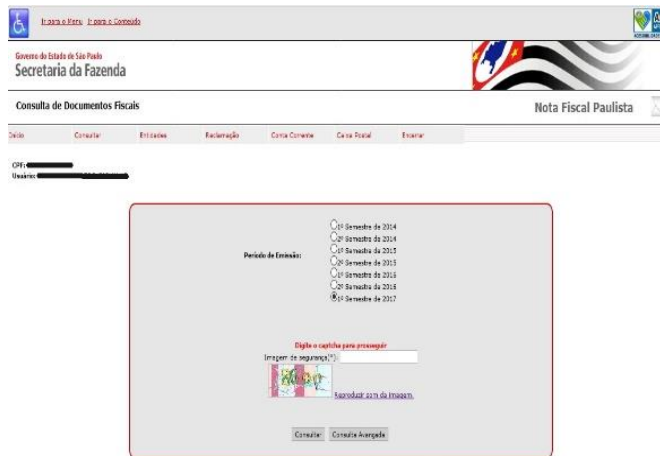 Ir para o Menu Ir para o Conteúdo
Governo do Estado de São Paulo
Secretaria da Fazenda
Consulta de Documentos Fiscais
Nota Fiscal Paulista
Início Consultar Entidades Reclamação Conta Corrente Caixa Postal Encerrar
CPF:
Usuário:
1º Semestre de 2014
2º Semestre de 2014
1º Semestre de 2015
Período de Emissão:
2º Semestre de 2015
1º Semestre de 2016
2º Semestre de 2016
1º Semestre de 2017
Digite o captcha para prosseguir
Imagem de segurança(*):
Reproduzir som da imagem.
Consultar Consulta Avançada